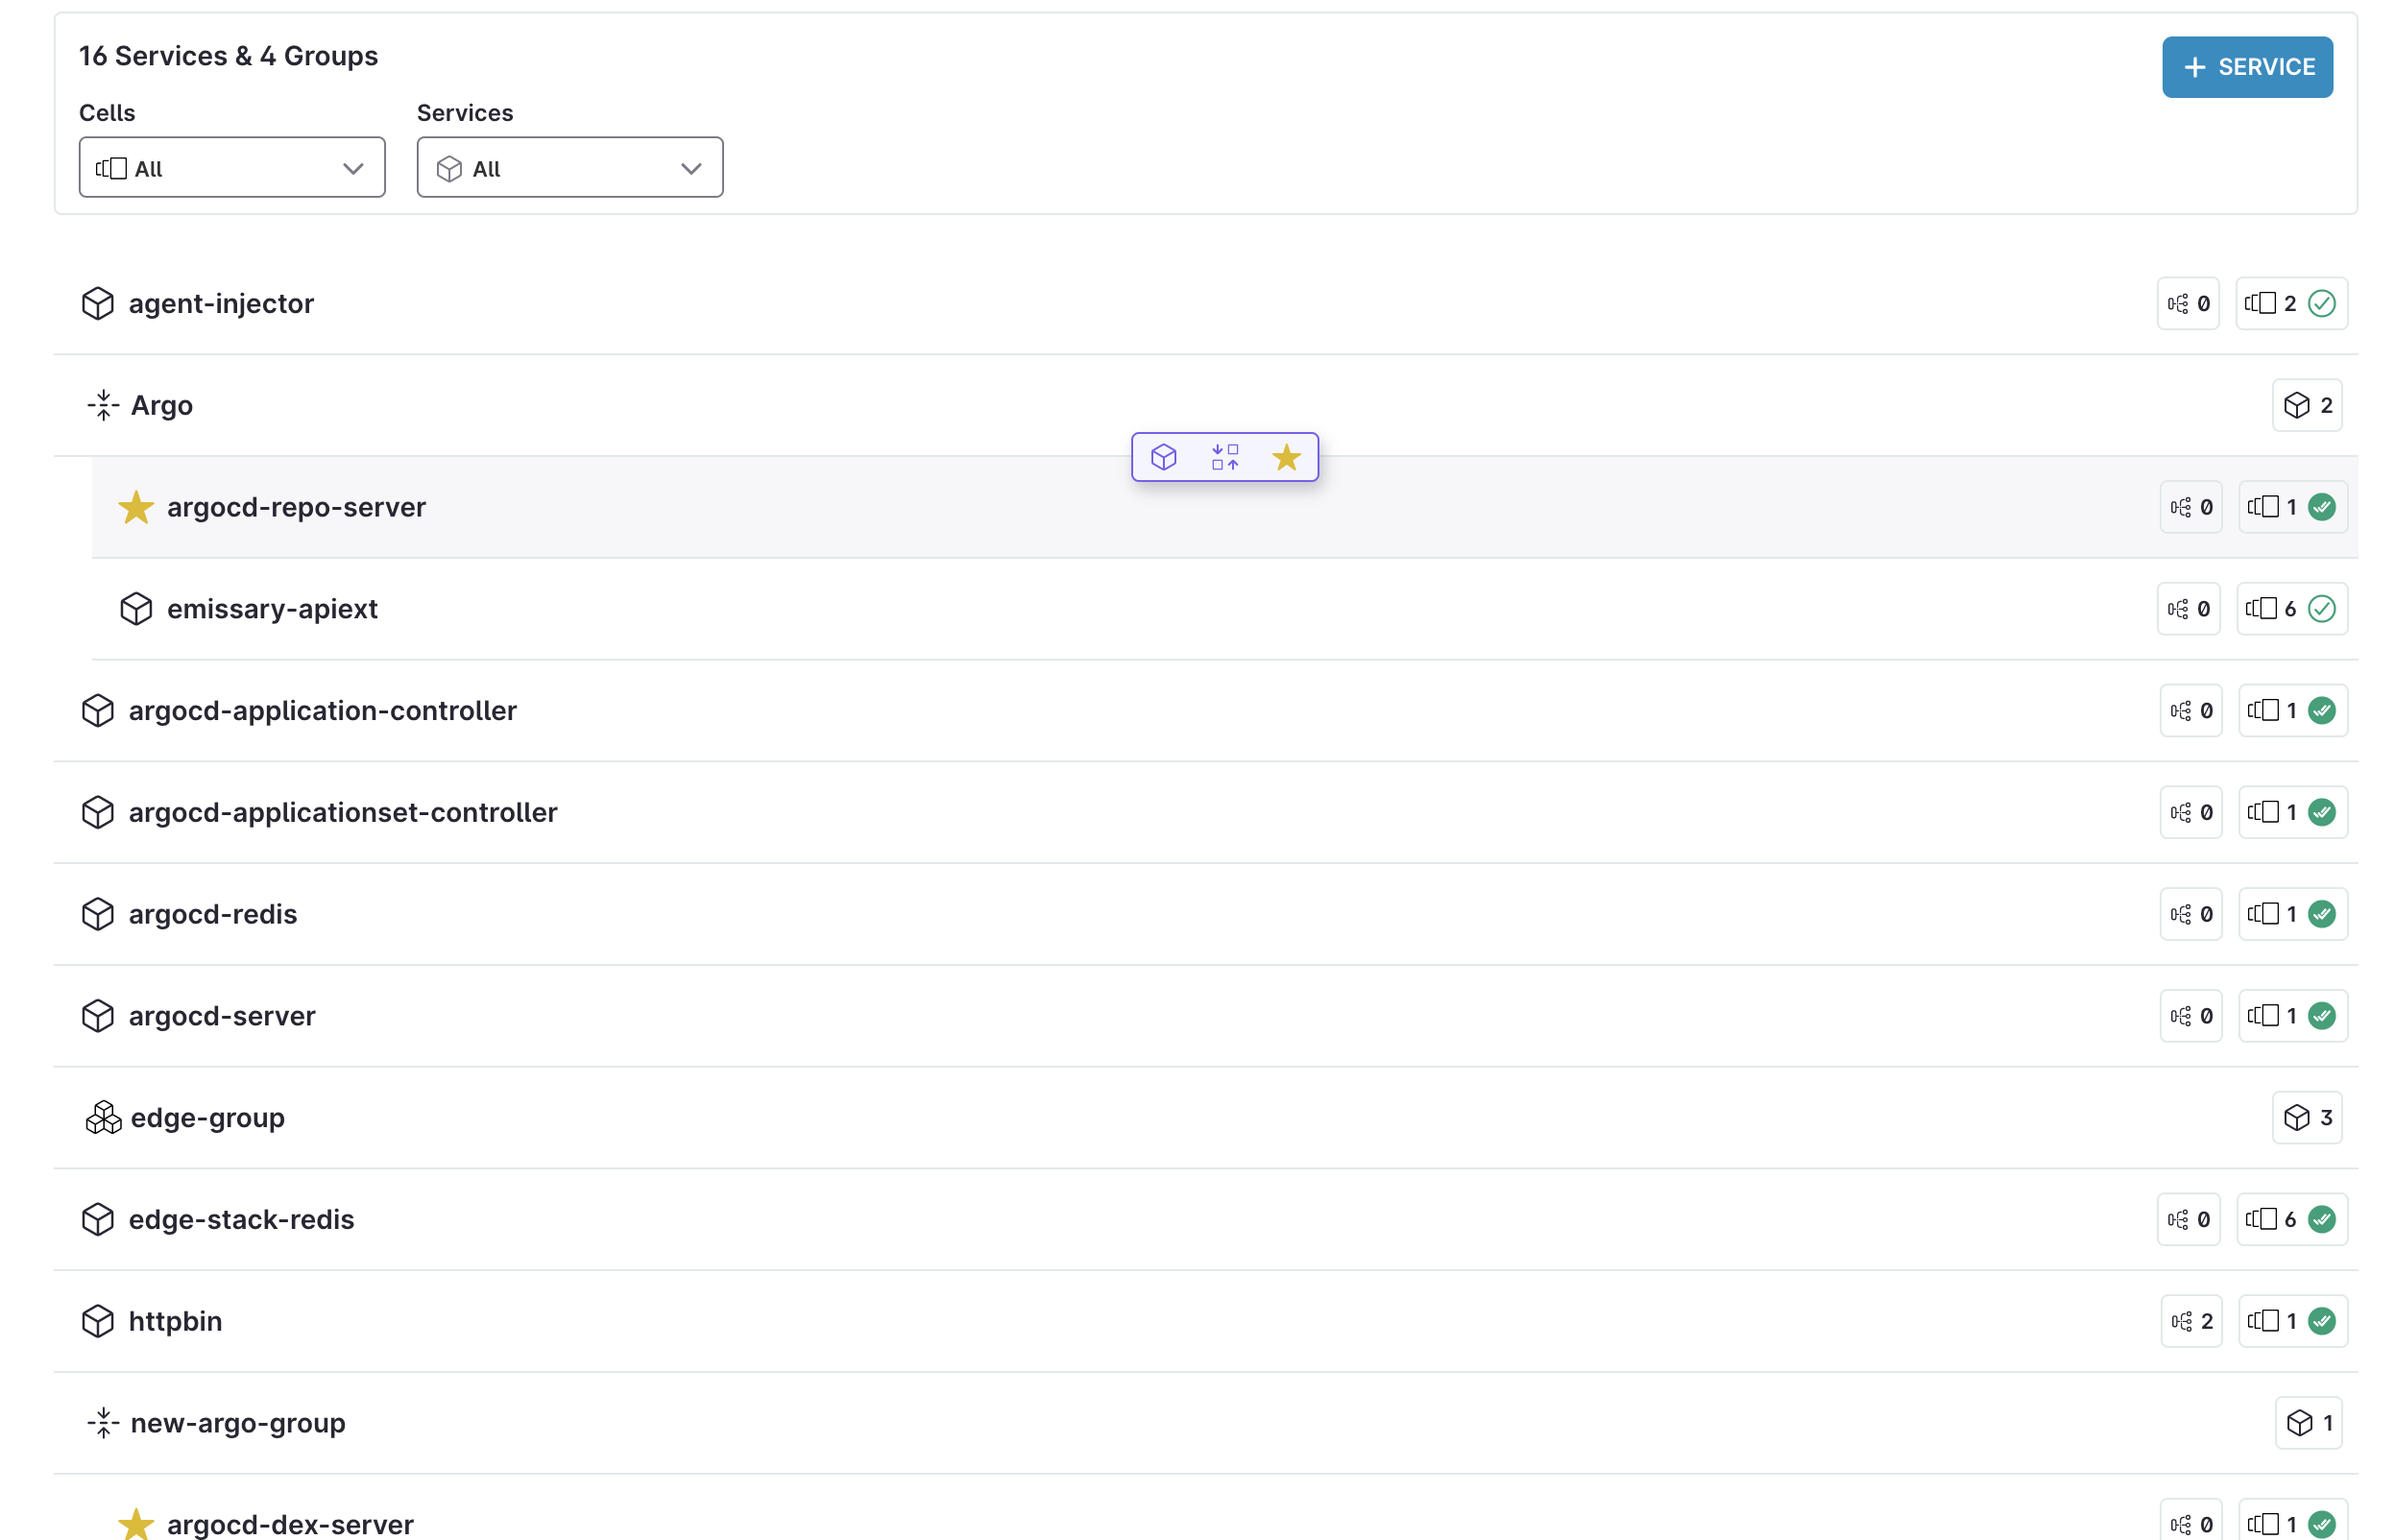 16 Services & 4 Groups
+ SERVICE
Cells
Services
All
All
agent-injector
0
2
Argo
2
argocd-repo-server
0
1
emissary-apiext
0
6
argocd-application-controller
0
1
argocd-applicationset-controller
0
1
argocd-redis
0
1
argocd-server
0
1
edge-group
3
edge-stack-redis
0
6
httpbin
2
1
new-argo-group
1
argocd-dex-server
0
1